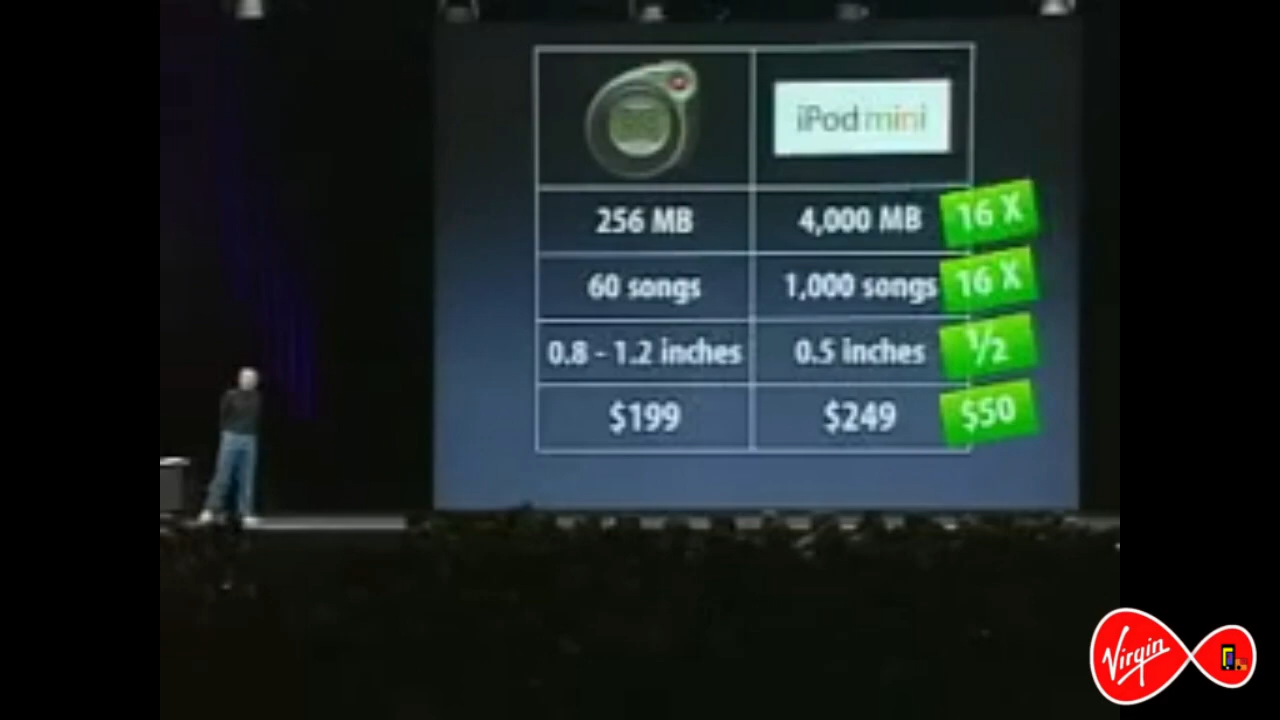 iPod mini
256 MB 4,000 MB 16 X
60 songs 1,000 songs 16 X
0.8 - 1.2 inches 0.5 inches 1/2
$199 $249 $50
Virgin